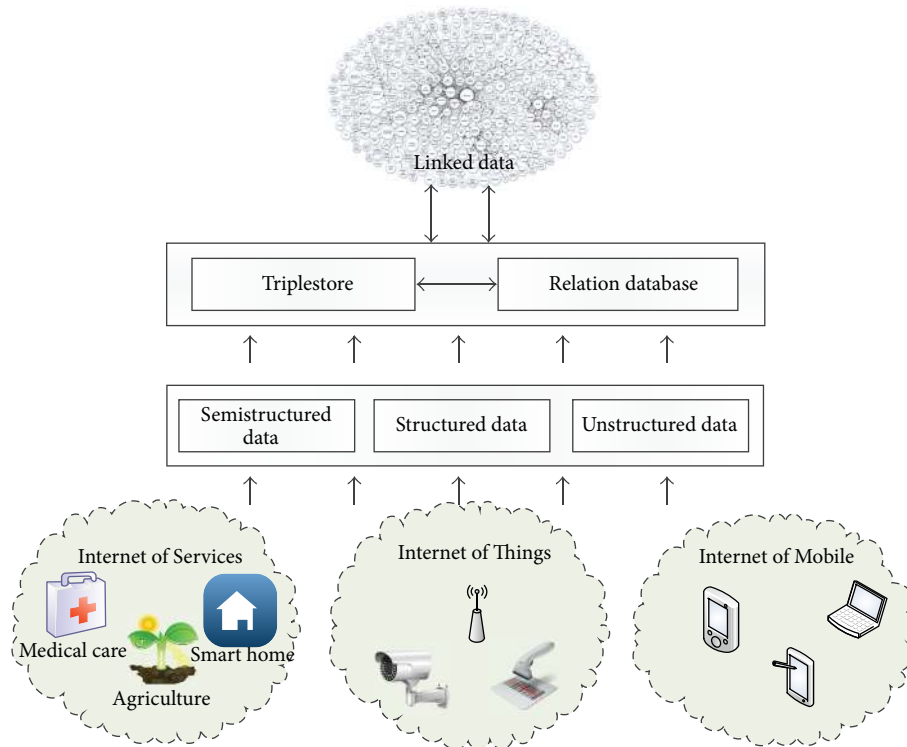 Linked data
Triplestore
Relation database
Semistructured
data
Structured data
Unstructured data
Internet of Services
Medical care
Agriculture
Smart home
Internet of Things
Internet of Mobile